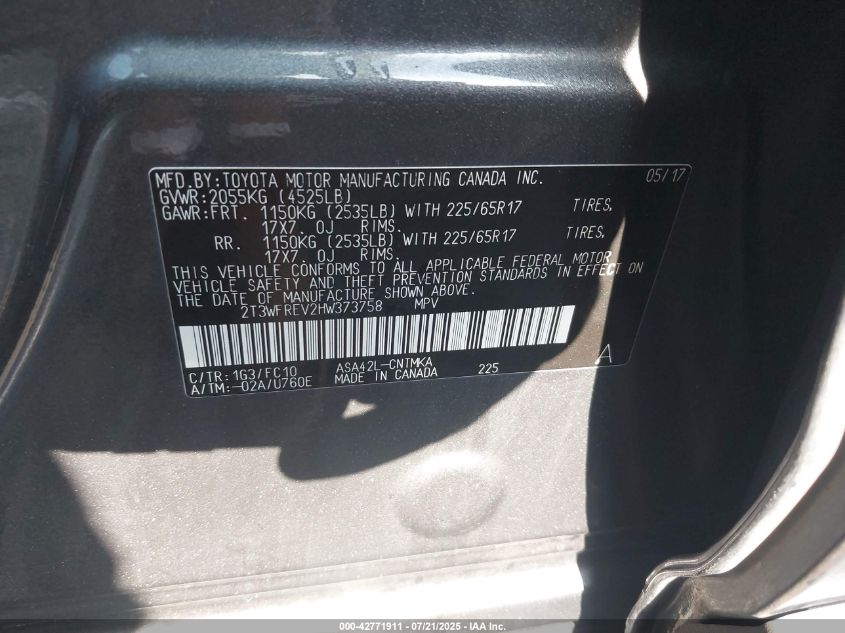 MFD.BY:TOYOTA MOTOR MANUFACTURING CANADA INC. 05/17
GVWR:2055KG (4525LB)
GAWR:FRT. 1150KG (2535LB) WITH 225/65R17 TIRES,
17X7. 0J RIMS.
RR. 1150KG (2535LB) WITH 225/65R17 TIRES,
17X7. 0J RIMS.
THIS VEHICLE CONFORMS TO ALL APPLICABLE FEDERAL MOTOR
VEHICLE SAFETY AND THEFT PREVENTION STANDARDS IN EFFECT ON
THE DATE OF MANUFACTURE SHOWN ABOVE.
2T3WFREV2HW373758 MPV
C/TR:1G3/FC10 ASA42L-CNTMKA 225 A
A/TM:-02A/U760E MADE IN CANADA
000-42771911 - 07/21/2025 - IAA Inc.